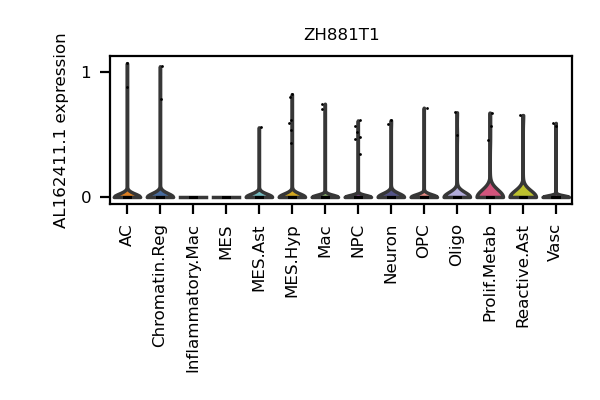 ZH881T1
AL162411.1 expression
1
0
AC
Chromatin.Reg
Inflammatory.Mac
MES
MES.Ast
MES.Hyp
Mac
NPC
Neuron
OPC
Oligo
Prolif.Metab
Reactive.Ast
Vasc